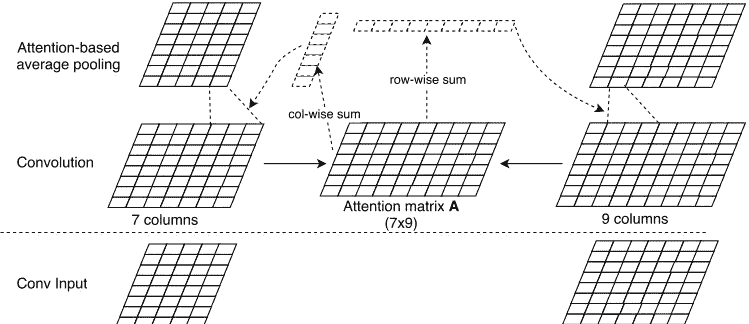 Attention-based
average pooling
row-wise sum
col-wise sum
Convolution
7 columns
Attention matrix A
(7x9)
9 columns
Conv Input